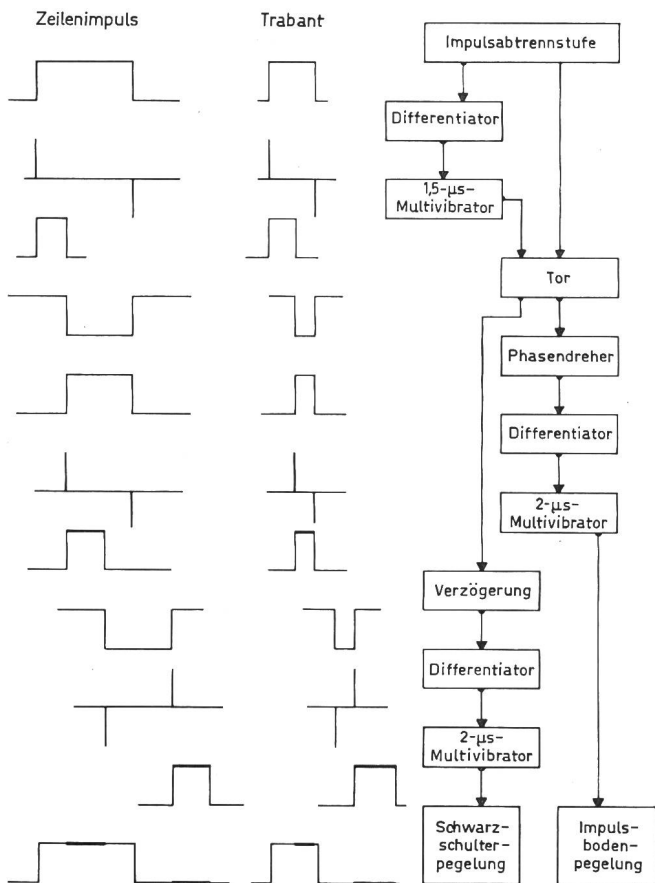 Zeilenimpuls
Trabant
Impulsabtrennstufe
Differentiator
1,5-µs-
Multivibrator
Tor
Phasendreher
Differentiator
2-µs-
Multivibrator
Verzögerung
Differentiator
2-µs-
Multivibrator
Schwarz-
schulter-
pegelung
Impuls-
boden-
pegelung